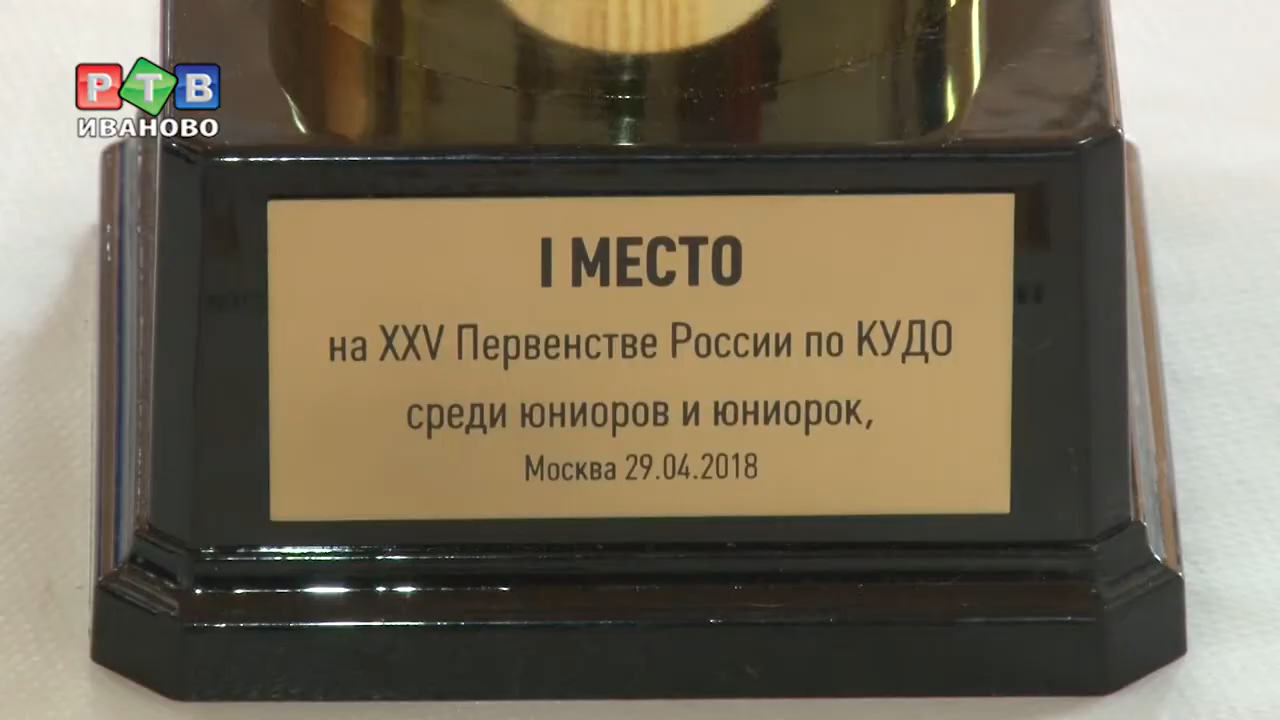 РТВ
ИВАНОВО
I МЕСТО
на XXV Первенстве России по КУДО
среди юниоров и юниорок,
Москва 29.04.2018